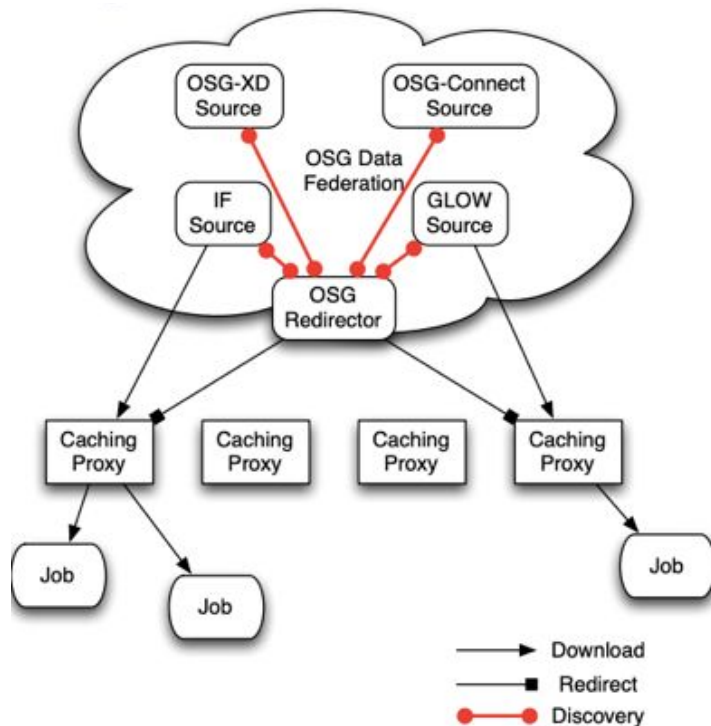 OSG-XD
Source
OSG-Connect
Source
OSG Data
Federation
IF
Source
GLOW
Source
OSG
Redirector
Caching
Proxy
Caching
Proxy
Caching
Proxy
Caching
Proxy
Job
Job
Job
Download
Redirect
Discovery